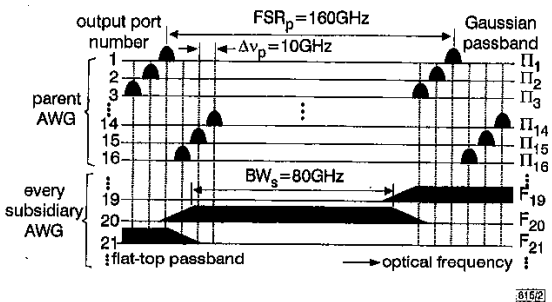 output port
number
FSRp=160GHz
Gaussian
passband
Δνp=10GHz
1
Π1
2
Π2
3
Π3
parent
AWG
14
Π14
15
Π15
16
Π16
every
subsidiary
AWG
BWs=80GHz
19
F19
20
F20
21
F21
flat-top passband
optical frequency
815/2